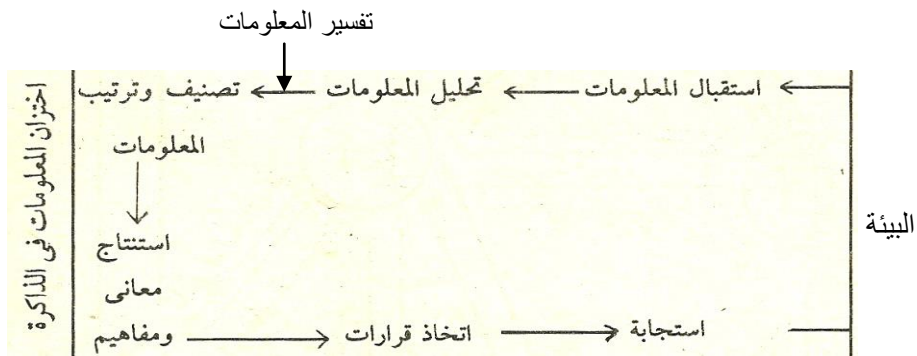 تفسير المعلومات
استقبال المعلومات
تحليل المعلومات
تصنيف وترتيب
المعلومات
استنتاج
معانى
ومفاهيم
اتخاذ قرارات
استجابة
البيئة
اختزان المعلومات فى الذاكرة